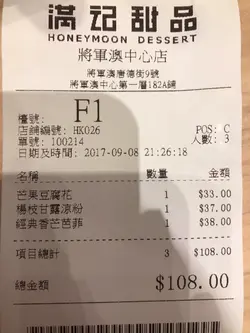 滿記甜品
HONEYMOON DESSERT
將軍澳中心店
將軍澳唐德街9號
將軍澳中心第一層182A舖
檯號: F1
店舖編號: HK026 POS: C
單號: 100214 人數: 3
日期及時間: 2017-09-08 21:26:18
名稱 數量 金額
芒果豆腐花 1 $33.00
楊枝甘露涼粉 1 $37.00
經典香芒芭菲 1 $38.00
項目總計 3 $108.00
總金額 $108.00